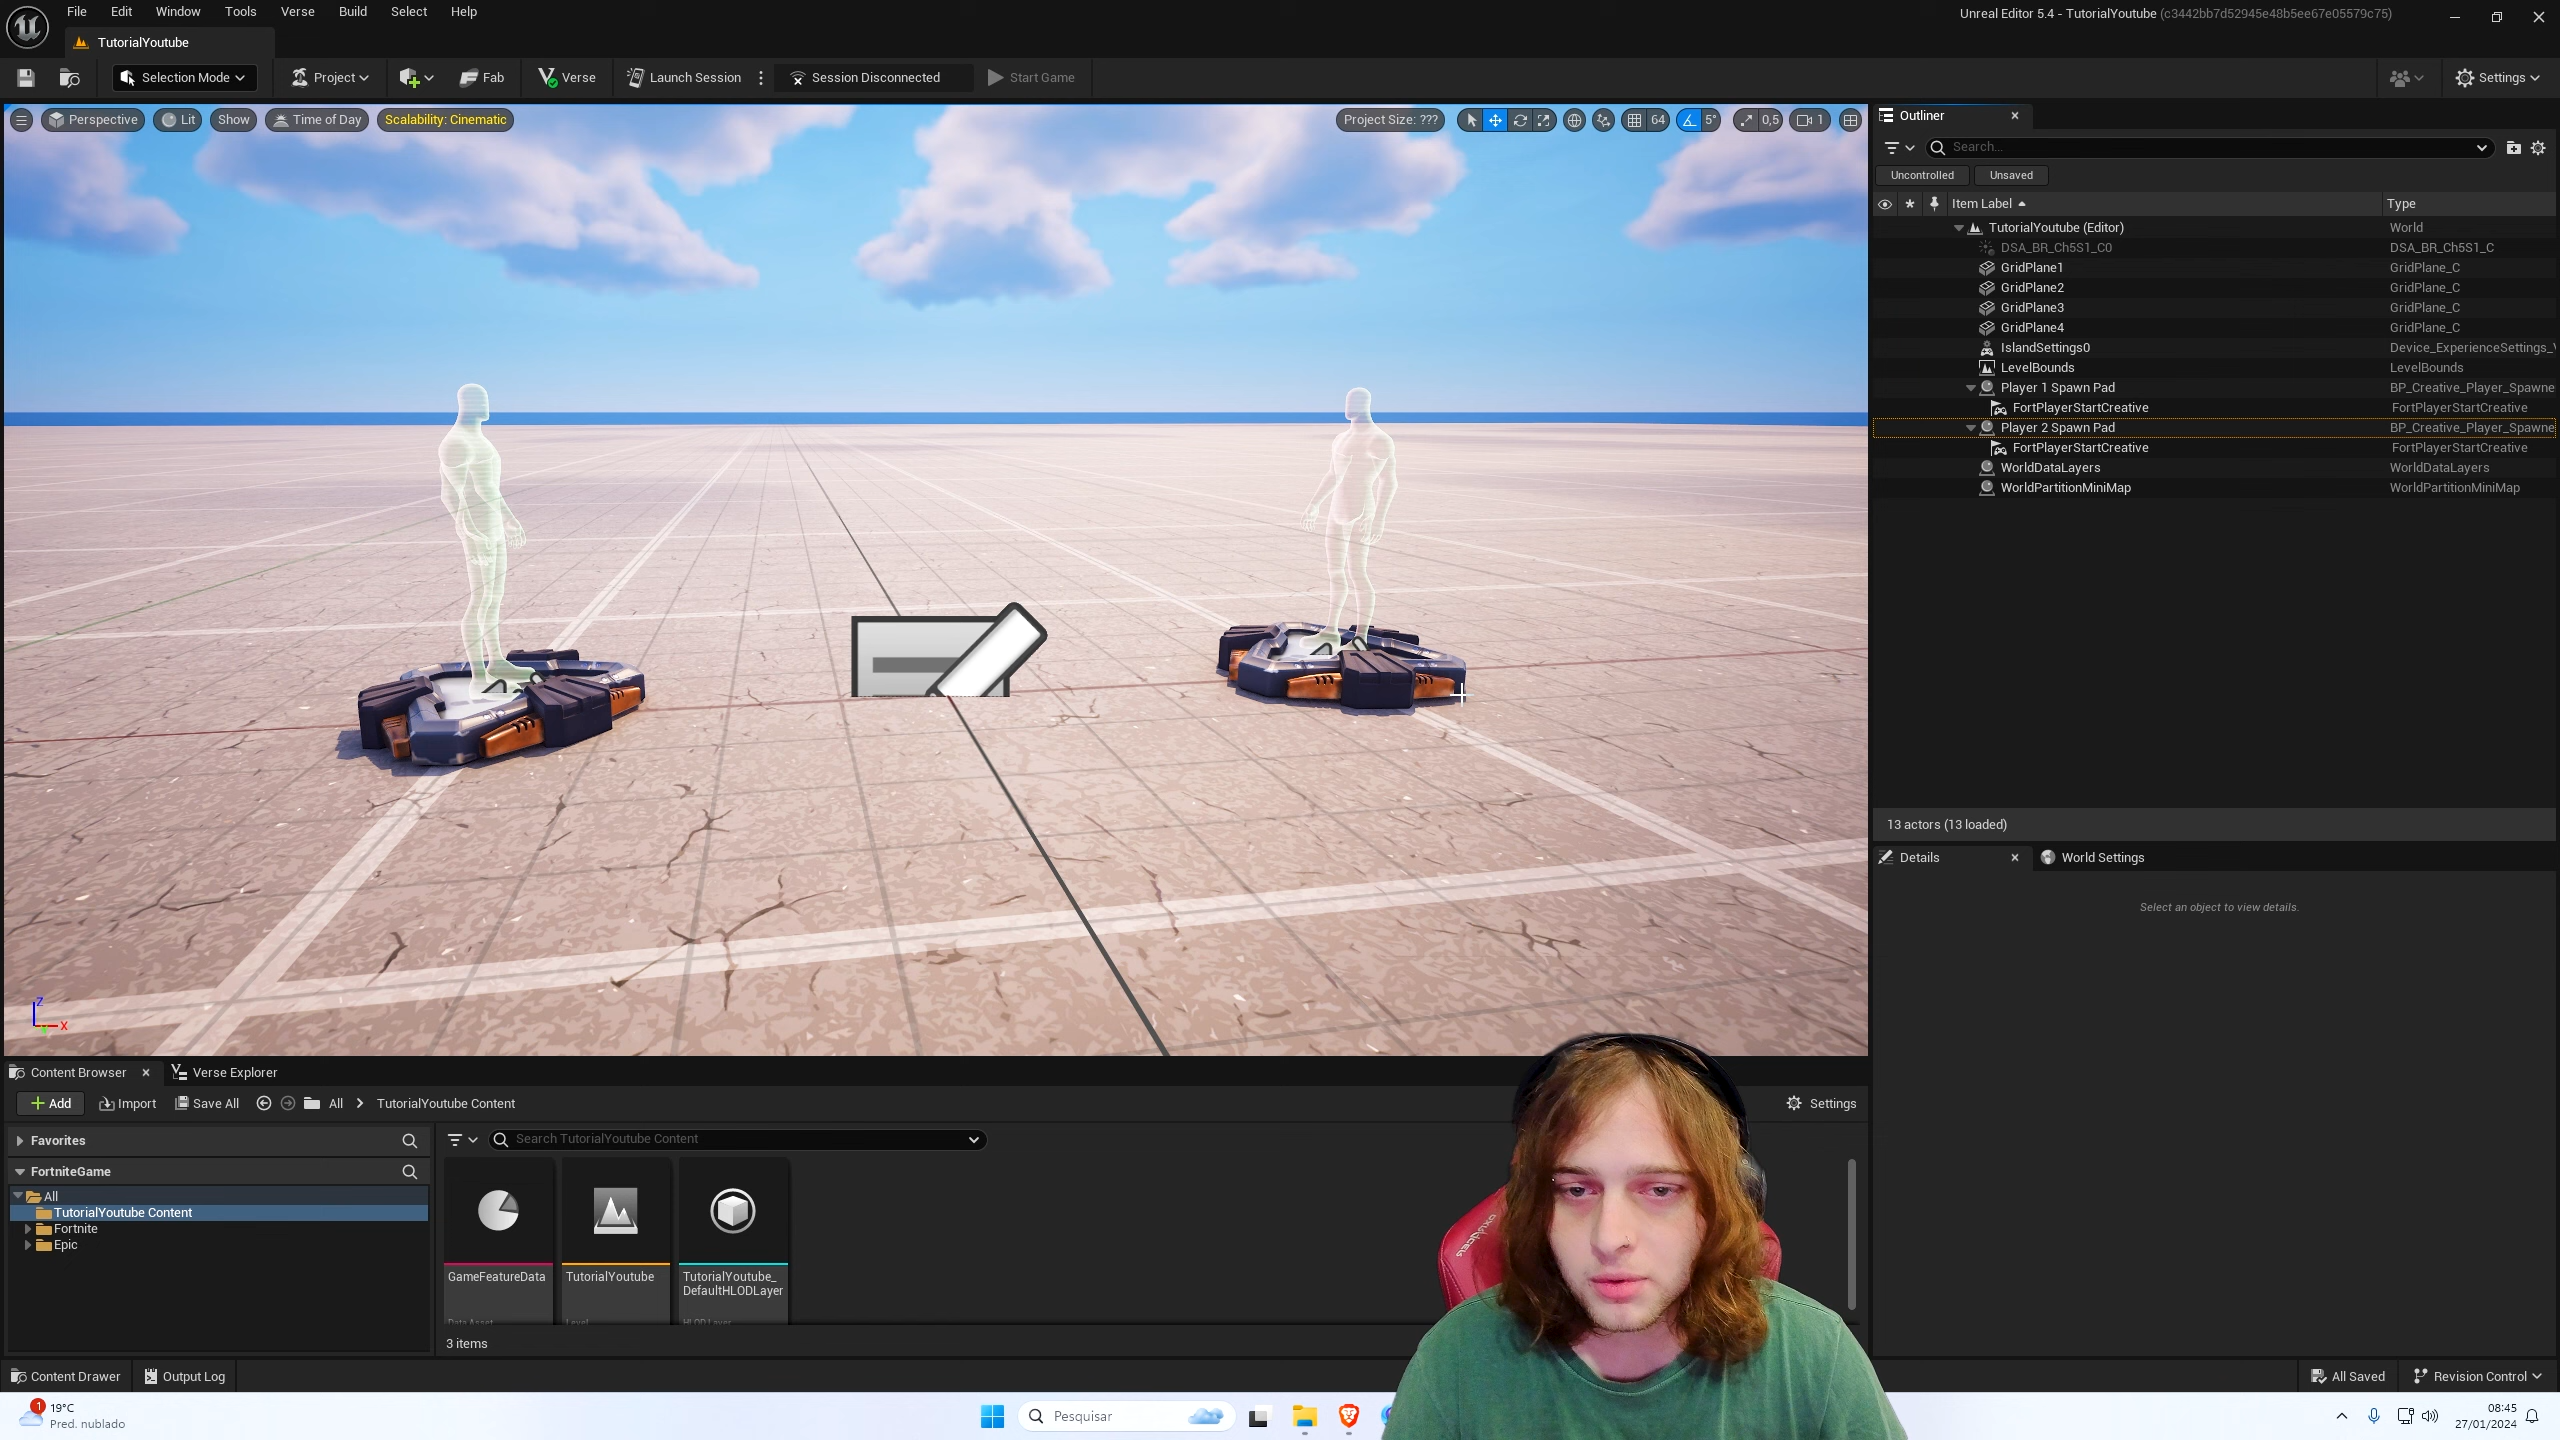 File Edit Window Tools Verse Build Select Help
Unreal Editor 5.4 - TutorialYoutube (c3442bb7d52945e48b5ee67e05579c75)
TutorialYoutube
Selection Mode Project Fab Verse Launch Session Session Disconnected Start Game Settings
Perspective Lit Show Time of Day Scalability: Cinematic Project Size: ??? 64 5° 0,5 1
Outliner
Search...
Uncontrolled Unsaved
Item Label Type
TutorialYoutube (Editor) World
DSA_BR_Ch5S1_C0 DSA_BR_Ch5S1_C
GridPlane1 GridPlane_C
GridPlane2 GridPlane_C
GridPlane3 GridPlane_C
GridPlane4 GridPlane_C
IslandSettings0 Device_ExperienceSettings_V
LevelBounds LevelBounds
Player 1 Spawn Pad BP_Creative_Player_Spawne
FortPlayerStartCreative FortPlayerStartCreative
Player 2 Spawn Pad BP_Creative_Player_Spawne
FortPlayerStartCreative FortPlayerStartCreative
WorldDataLayers WorldDataLayers
WorldPartitionMiniMap WorldPartitionMiniMap
13 actors (13 loaded)
Details World Settings
Select an object to view details.
Z
X
Content Browser Verse Explorer
Add Import Save All All TutorialYoutube Content Settings
Favorites
Search TutorialYoutube Content
FortniteGame
All
TutorialYoutube Content
Fortnite
Epic
GameFeatureData
Data Asset
TutorialYoutube
Level
TutorialYoutube_
DefaultHLODLayer
HLOD Layer
3 items
Content Drawer Output Log All Saved Revision Control
1
19°C
Pred. nublado
Pesquisar
08:45
27/01/2024